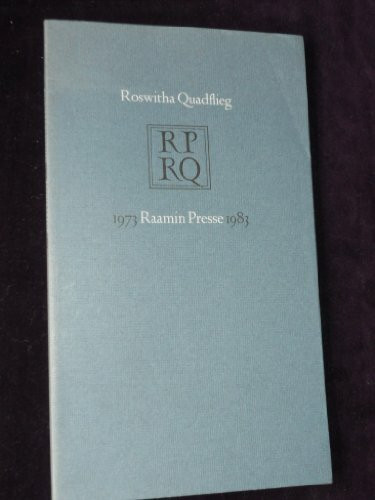 Roswitha Quadflieg
RP
RQ
1973 Raamin Presse 1983